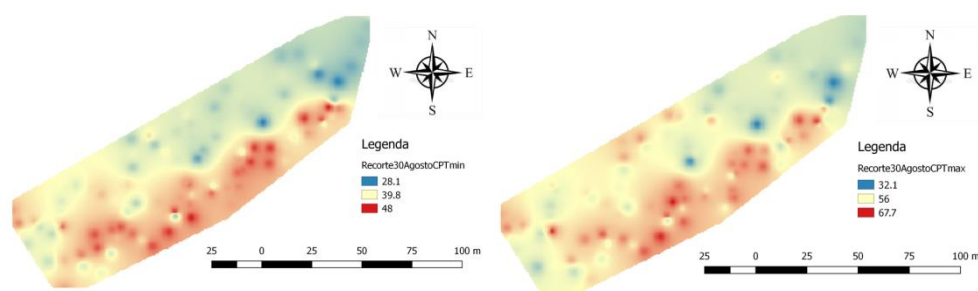 N
W E
S
Legenda
Recorte30AgostoCPTmin
28.1
39.8
48
25 0 25 50 75 100 m
N
W E
S
Legenda
Recorte30AgostoCPTmax
32.1
56
67.7
25 0 25 50 75 100 m